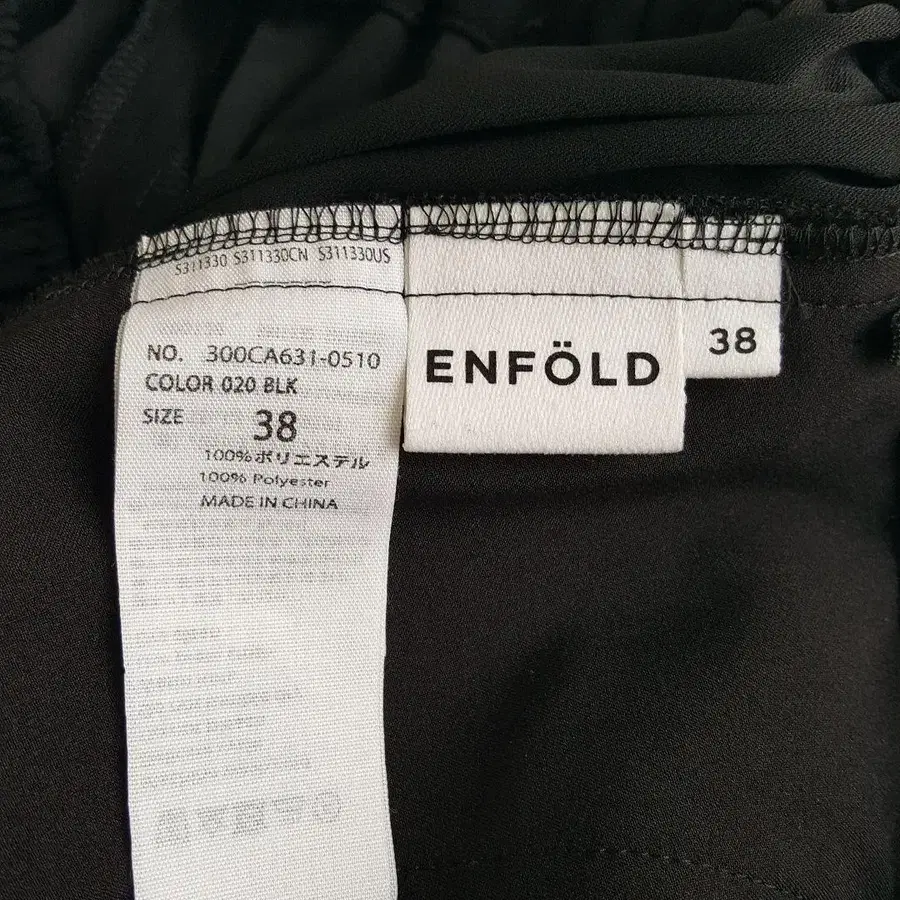 S311330 S311330CN S311330US
NO. 300CA631-0510
COLOR 020 BLK
SIZE 38
100%ポリエステル
100% Polyester
MADE IN CHINA
ENFÖLD
38